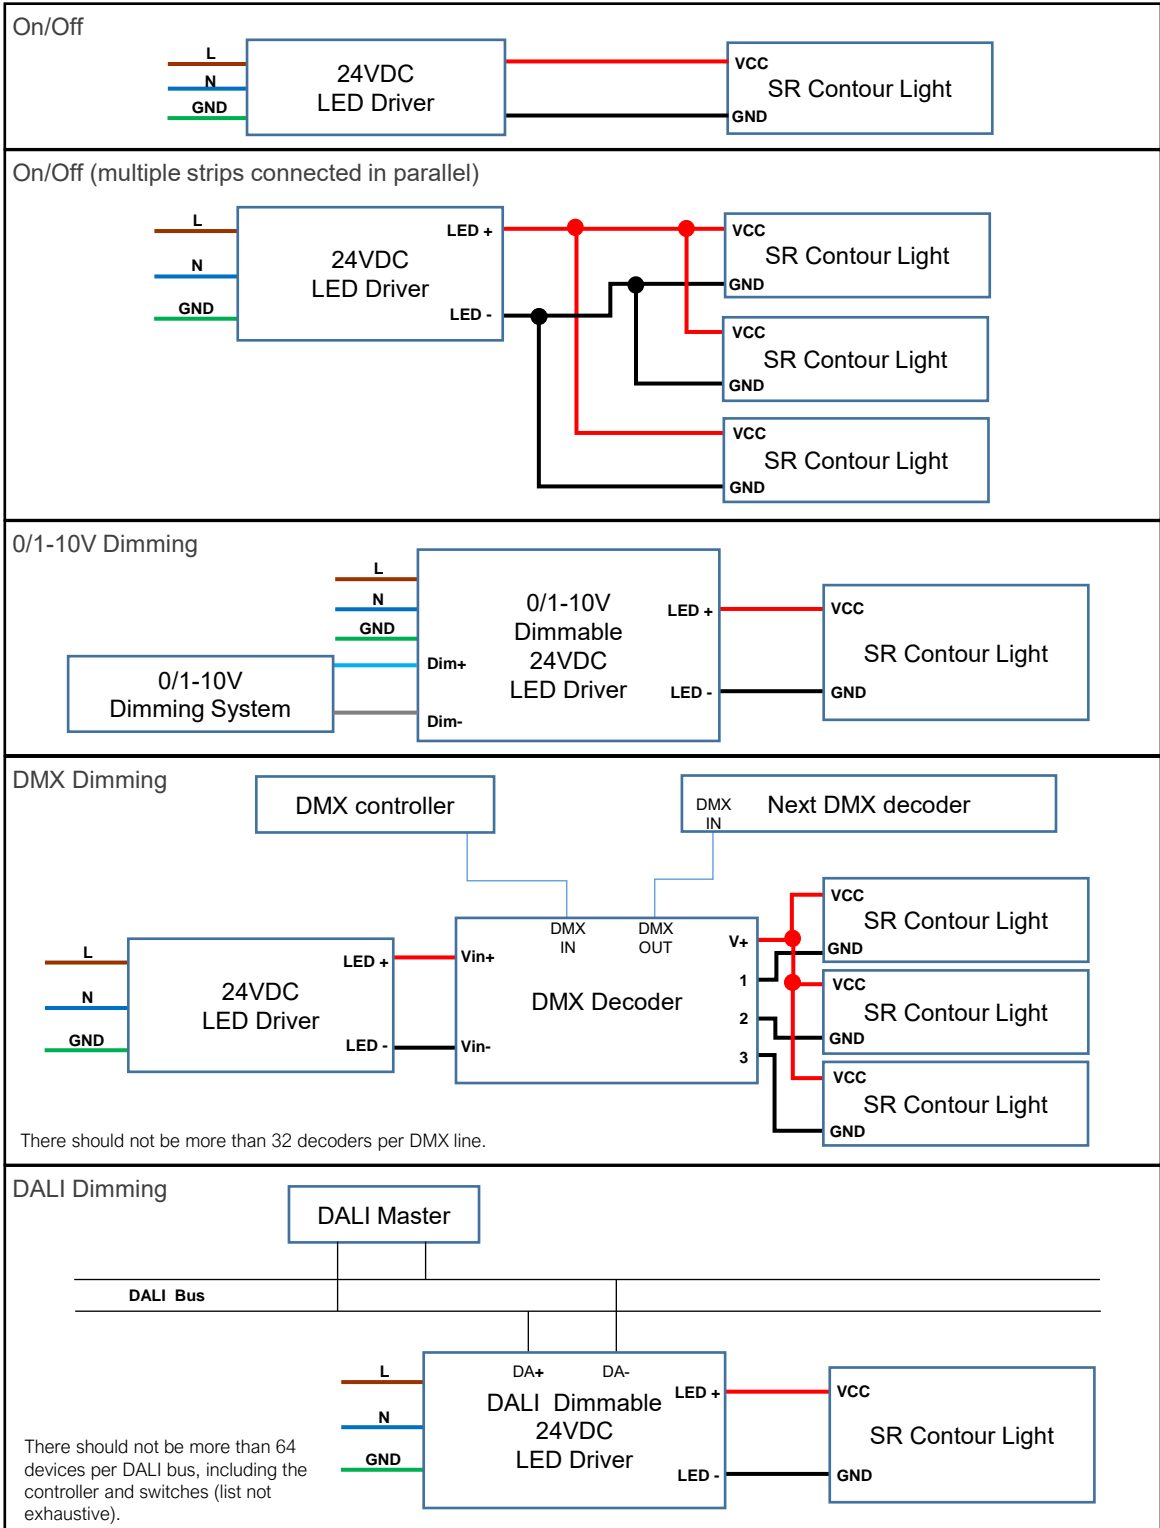 On/Off
L
N
GND
24VDC
LED Driver
VCC
SR Contour Light
GND
On/Off (multiple strips connected in parallel)
L
N
GND
24VDC
LED Driver
LED +
LED -
VCC
SR Contour Light
GND
VCC
SR Contour Light
GND
VCC
SR Contour Light
GND
0/1-10V Dimming
L
N
GND
0/1-10V
Dimming System
Dim+
Dim-
0/1-10V
Dimmable
24VDC
LED Driver
LED +
LED -
VCC
SR Contour Light
GND
DMX Dimming
DMX controller
DMX
IN
Next DMX decoder
L
N
GND
24VDC
LED Driver
LED +
LED -
Vin+
Vin-
DMX
IN
DMX
OUT
DMX Decoder
V+
1
2
3
VCC
SR Contour Light
GND
VCC
SR Contour Light
GND
VCC
SR Contour Light
GND
There should not be more than 32 decoders per DMX line.
DALI Dimming
DALI Master
DALI Bus
L
N
GND
DA+
DA-
DALI Dimmable
24VDC
LED Driver
LED +
LED -
VCC
SR Contour Light
GND
There should not be more than 64
devices per DALI bus, including the
controller and switches (list not
exhaustive).